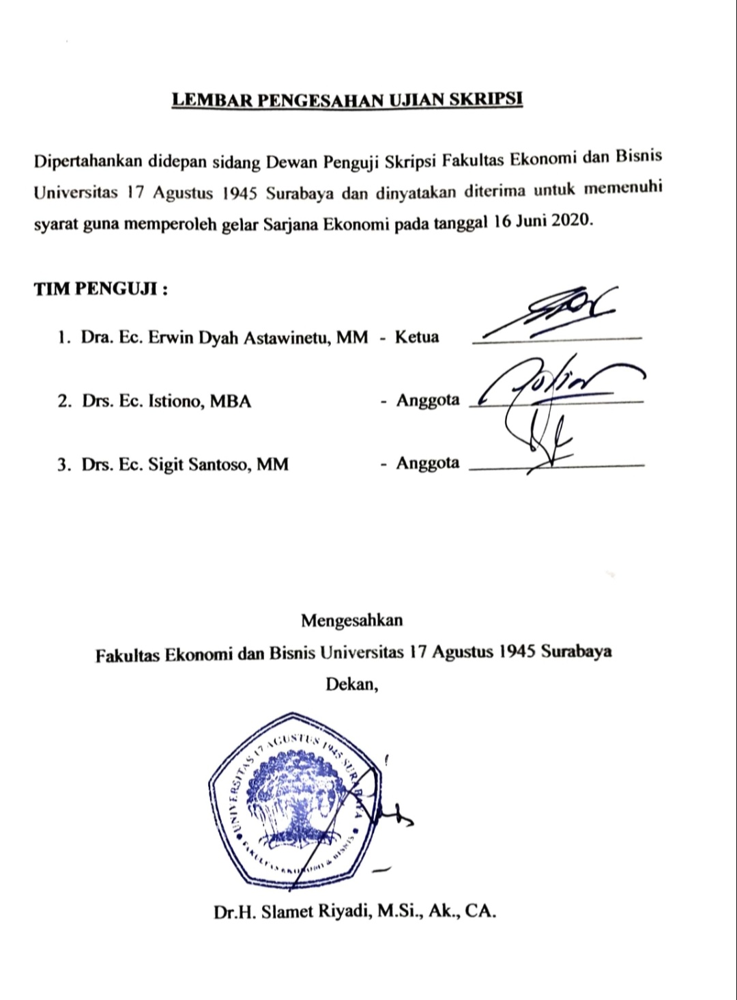 LEMBAR PENGESAHAN UJIAN SKRIPSI
Dipertahankan didepan sidang Dewan Penguji Skripsi Fakultas Ekonomi dan Bisnis
Universitas 17 Agustus 1945 Surabaya dan dinyatakan diterima untuk memenuhi
syarat guna memperoleh gelar Sarjana Ekonomi pada tanggal 16 Juni 2020.
TIM PENGUJI :
1. Dra. Ec. Erwin Dyah Astawinetu, MM - Ketua
2. Drs. Ec. Istiono, MBA - Anggota
3. Drs. Ec. Sigit Santoso, MM - Anggota
Mengesahkan
Fakultas Ekonomi dan Bisnis Universitas 17 Agustus 1945 Surabaya
Dekan,
UNIVERSITAS 17 AGUSTUS 1945 SURABAYA
FAKULTAS EKONOMI & BISNIS
Dr.H. Slamet Riyadi, M.Si., Ak., CA.